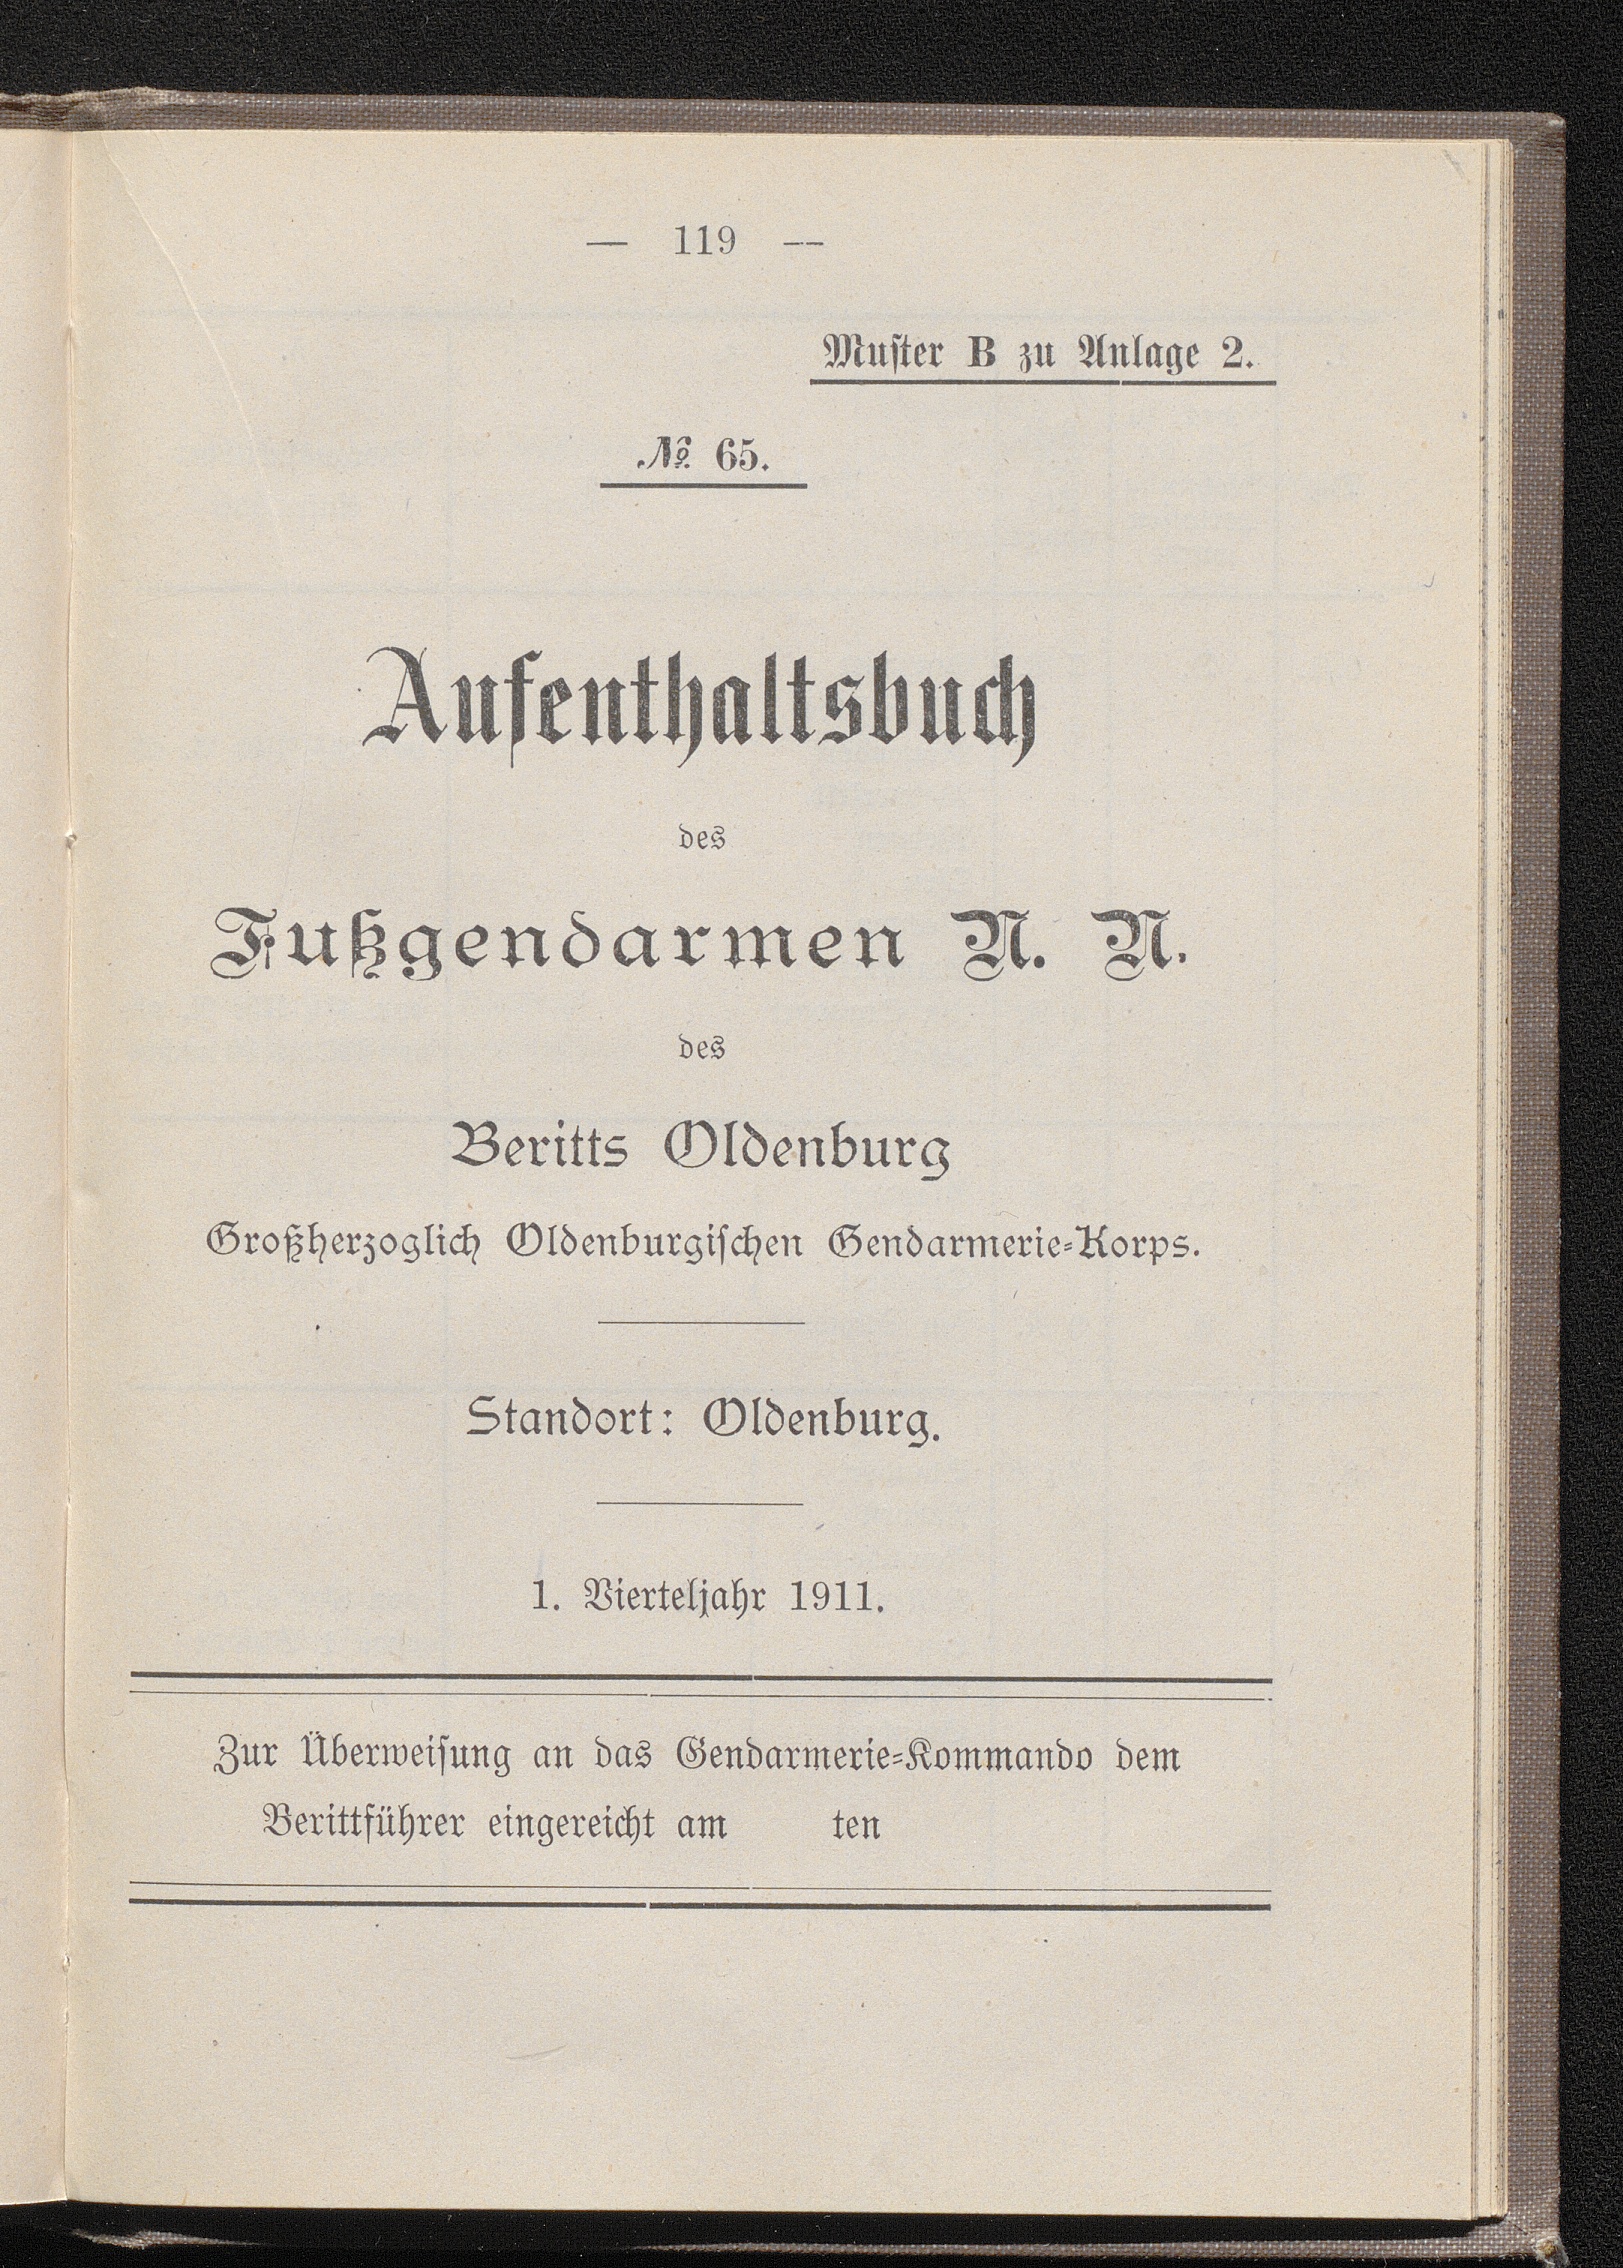 — 119 —
Muster B zu Anlage 2.
№ 65.
Aufenthaltsbuch
des
Fußgendarmen N. N.
des
Beritts Oldenburg
Großherzoglich Oldenburgischen Gendarmerie-Korps.
Standort: Oldenburg.
1. Vierteljahr 1911.
Zur Überweisung an das Gendarmerie-Kommando dem
Berittführer eingereicht am ten